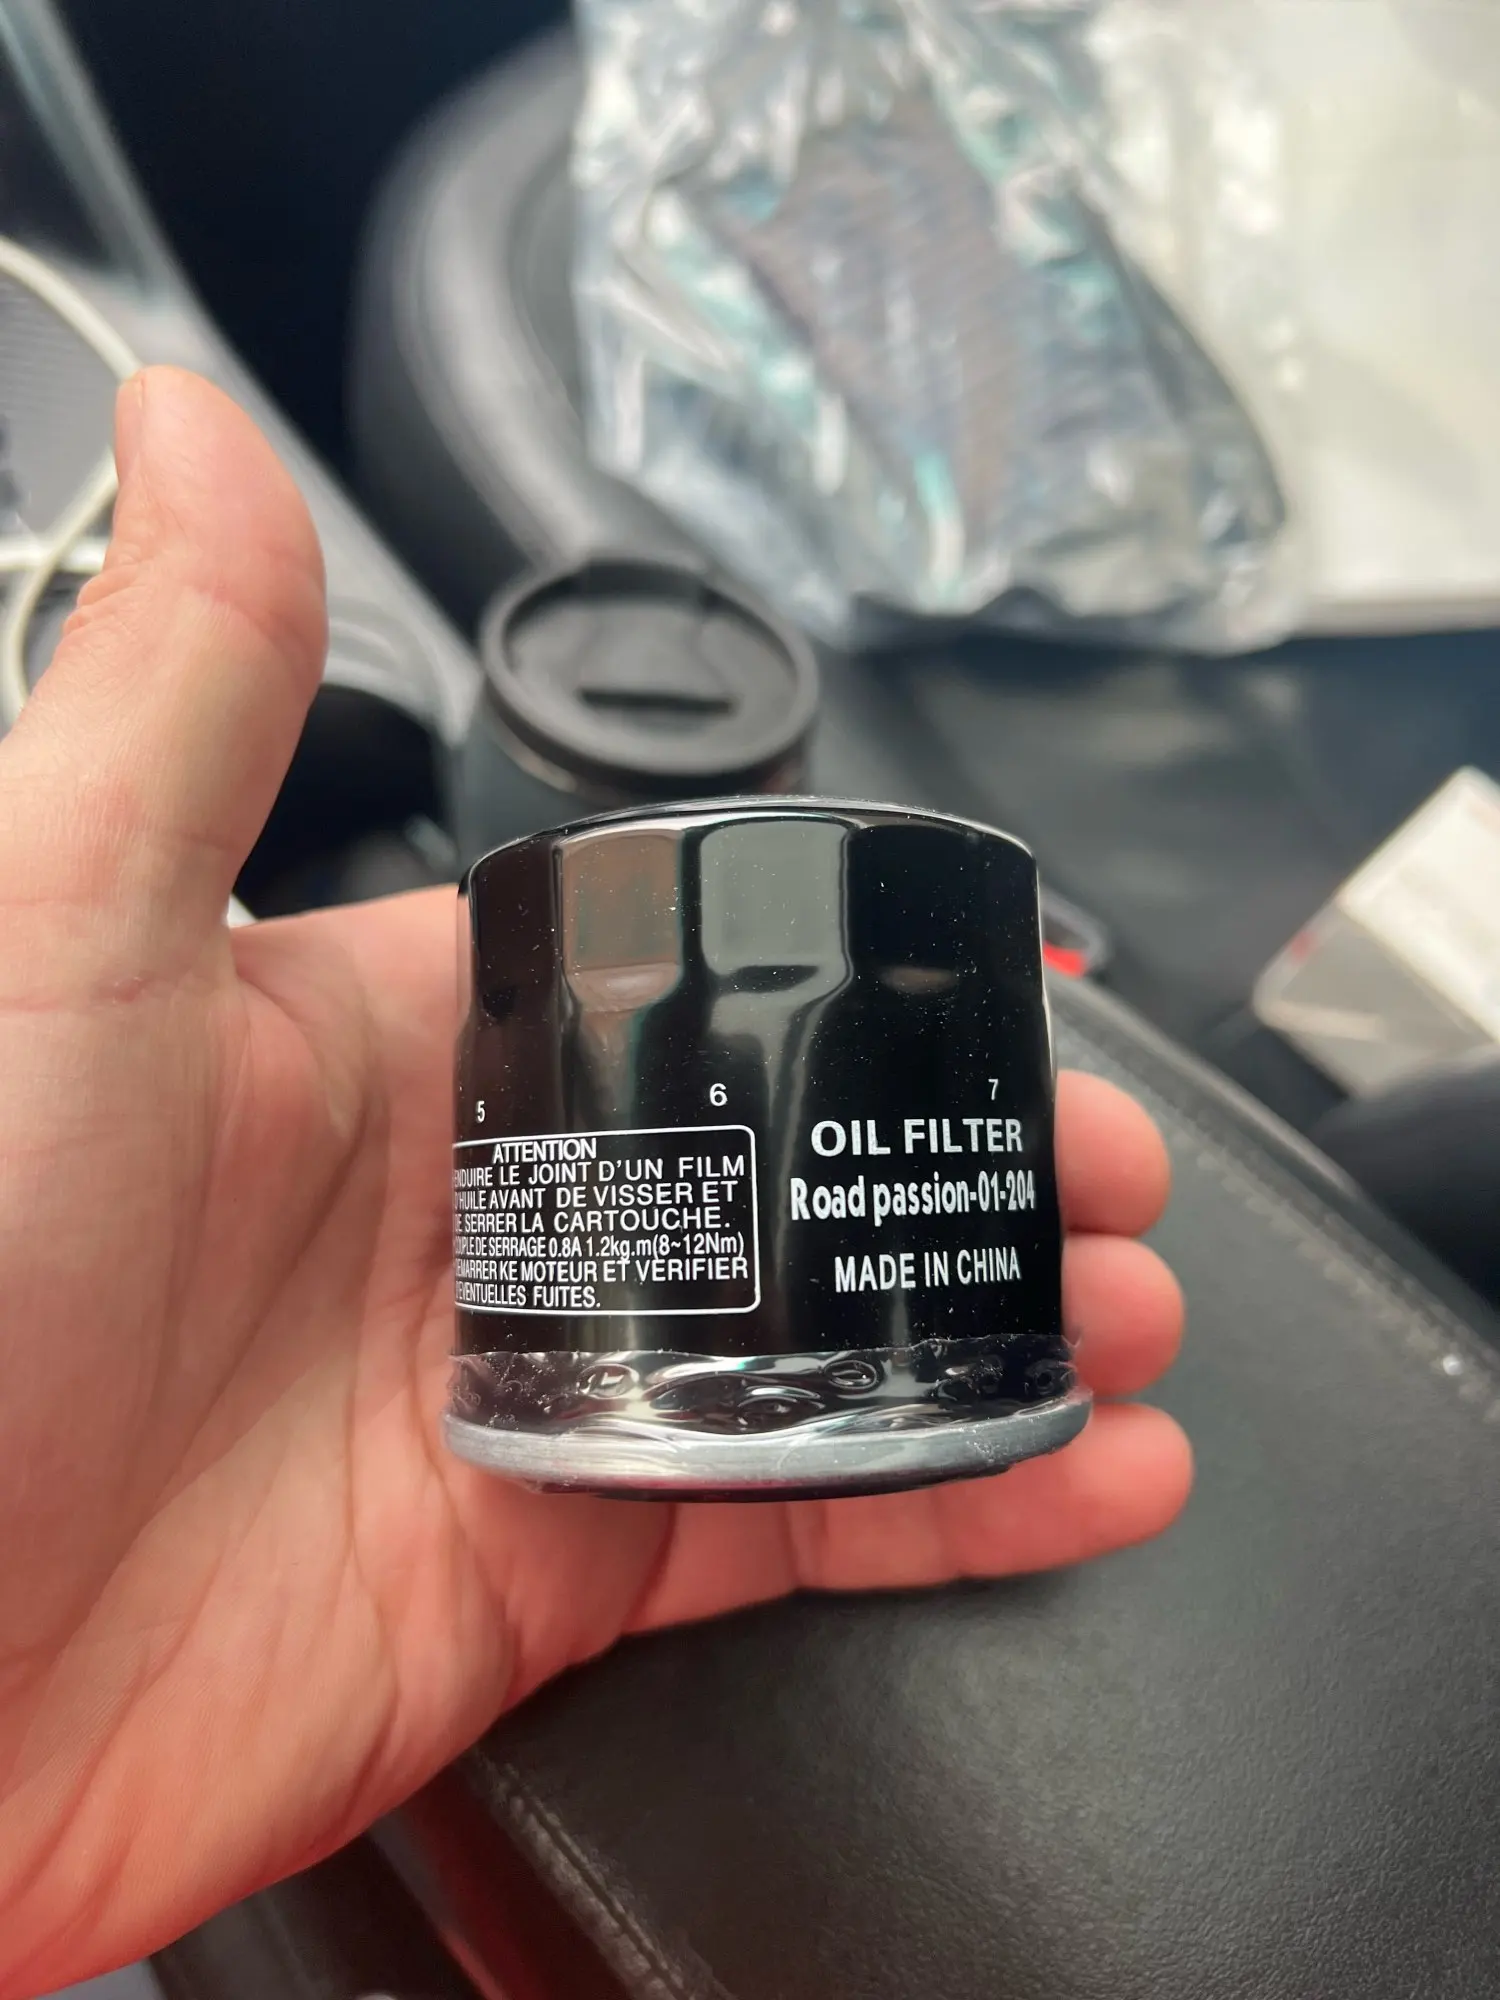 5
6
7
ATTENTION
ENDUIRE LE JOINT D'UN FILM
D'HUILE AVANT DE VISSER ET
DE SERRER LA CARTOUCHE.
COUPLE DE SERRAGE 0.8A 1.2kg.m(8~12Nm)
DEMARRER KE MOTEUR ET VERIFIER
D'EVENTUELLES FUITES.
OIL FILTER
Road passion-01-204
MADE IN CHINA